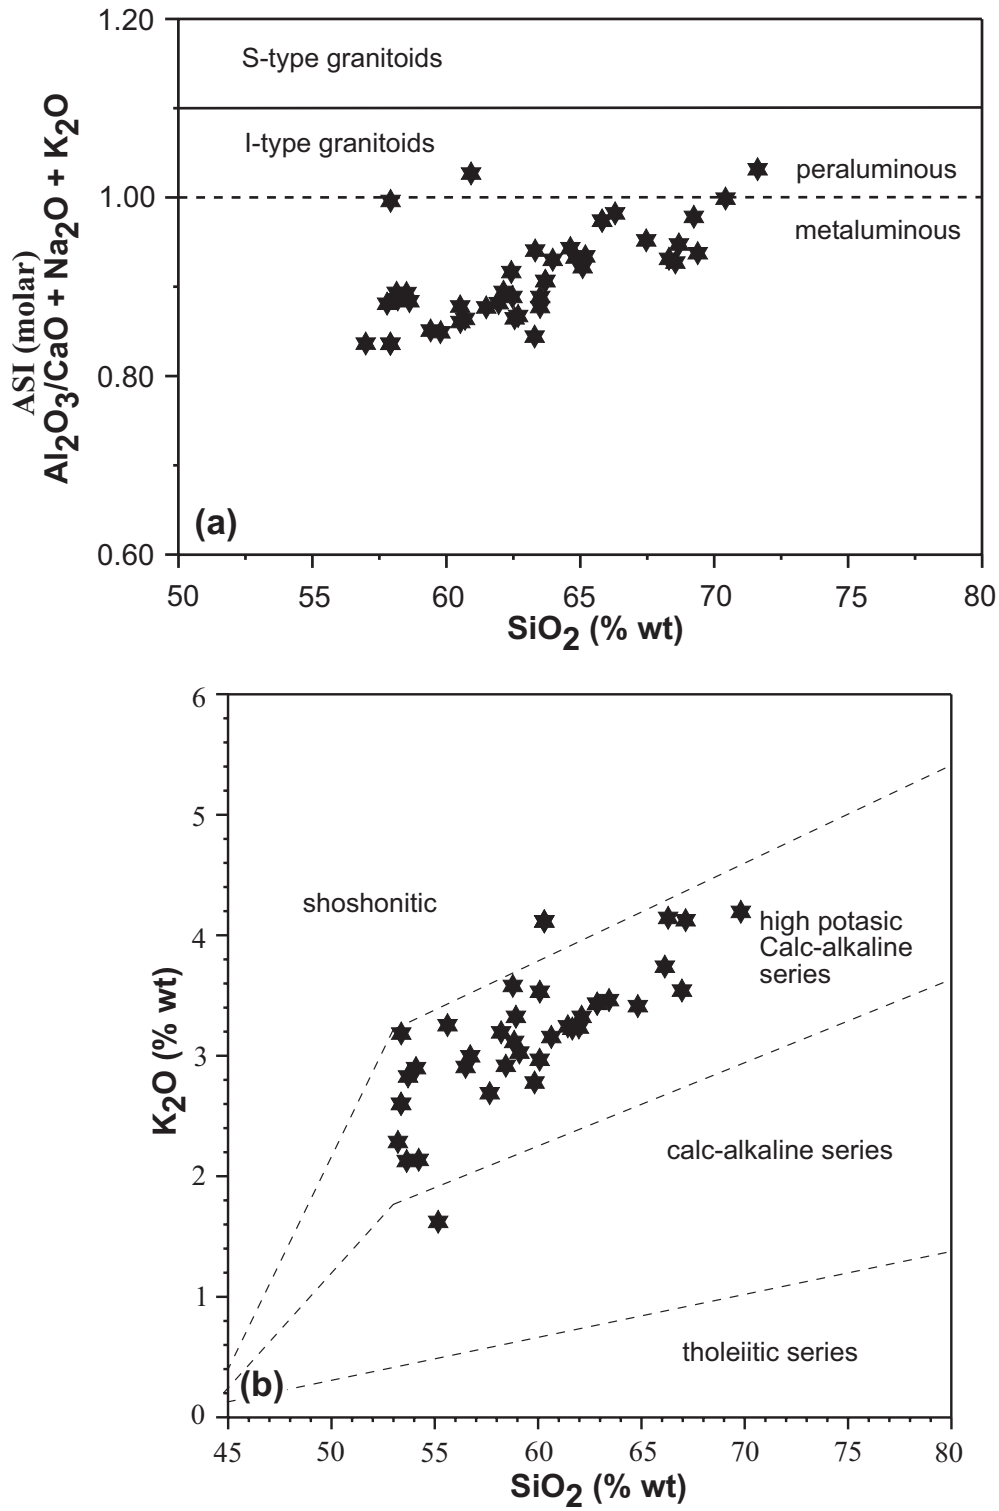 1.20
S-type granitoids
I-type granitoids
peraluminous
1.00
metaluminous
ASI (molar)
Al2O3/CaO + Na2O + K2O
0.80
(a)
0.60
50 55 60 65 70 75 80
SiO2 (% wt)
6
5
shoshonitic
4
high potasic
Calc-alkaline
series
K2O (% wt)
3
calc-alkaline series
2
1
tholeiitic series
(b)
0
45 50 55 60 65 70 75 80
SiO2 (% wt)